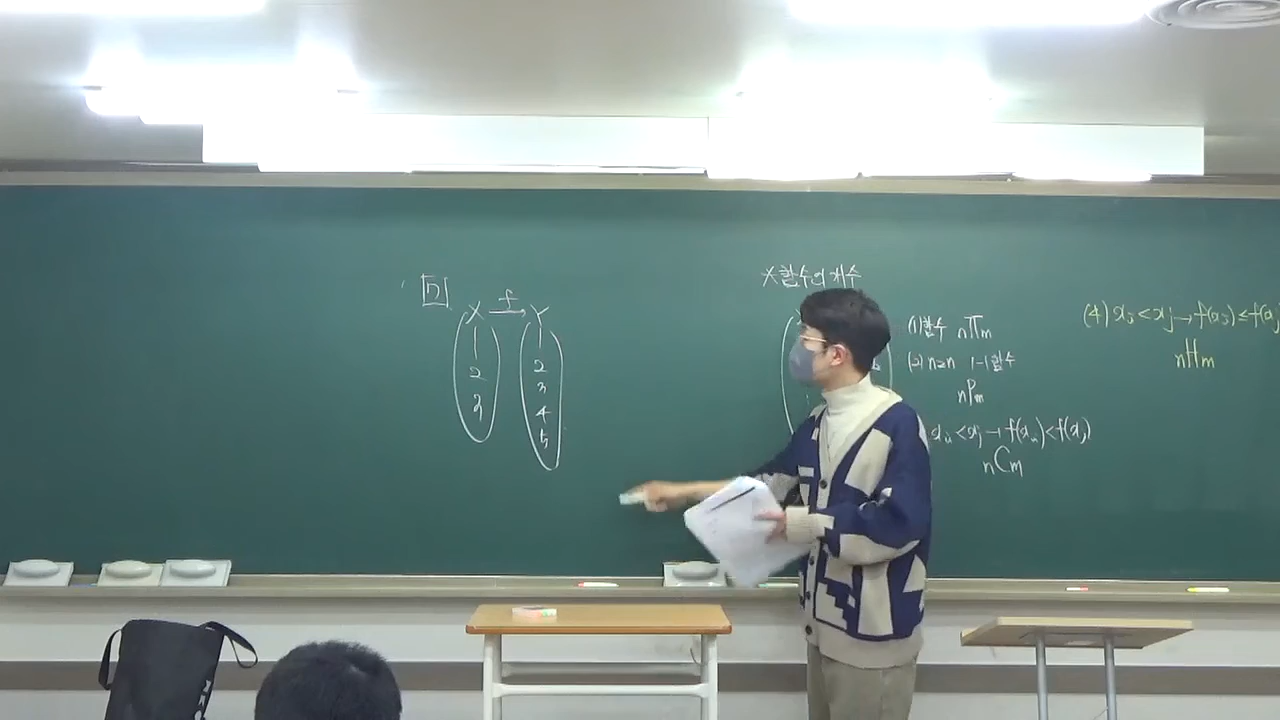 X f→ Y
1
2
3
1
2
3
4
5
※함수의 개수
(1) 함수 nΠm
(2) n≥m 1-1함수
nPm
xi<xj→f(xi)<f(xj)
nCm
(4) xi<xj→f(xi)≤f(xj
nHm